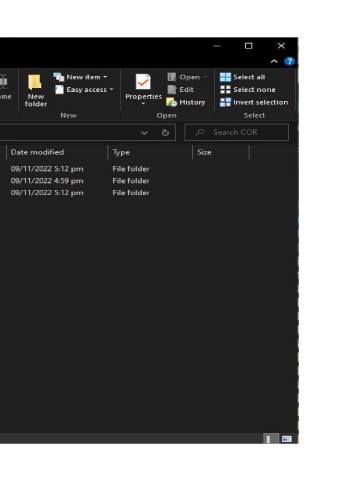 New item
Easy access
ame
New
folder
New
Properties
Open
Edit
History
Open
Select all
Select none
Invert selection
Select
Search COR
Date modified
Type
Size
09/11/2022 5:12 pm
File folder
09/11/2022 4:59 pm
File folder
09/11/2022 5:12 pm
File folder